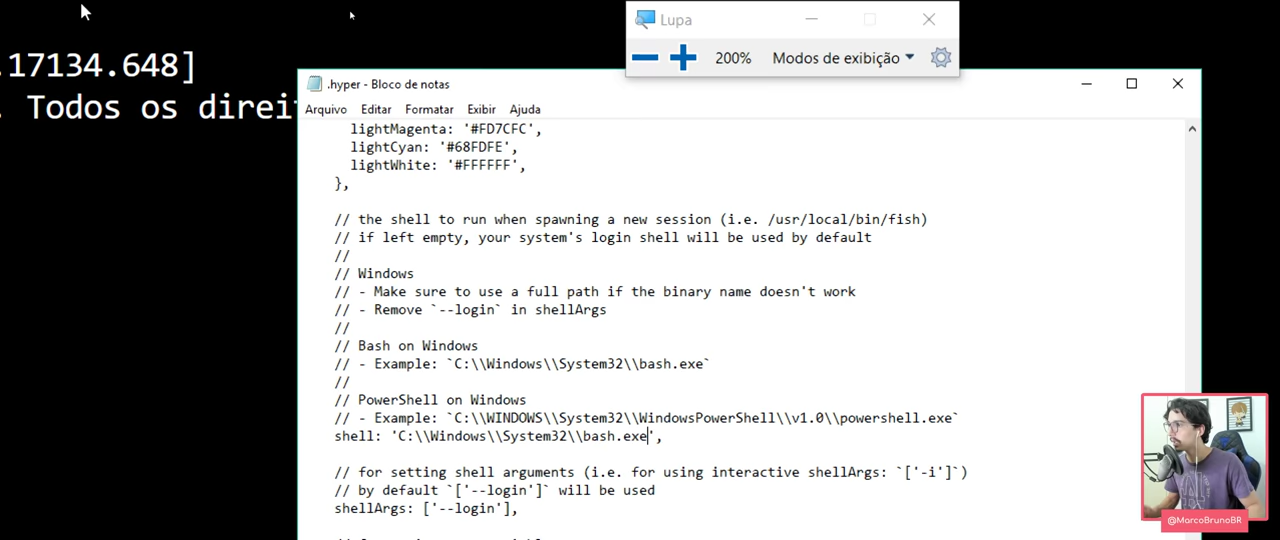 Lupa
200% Modos de exibição
.17134.648]
. Todos os direi
.hyper - Bloco de notas
Arquivo Editar Formatar Exibir Ajuda
lightMagenta: '#FD7CFC',
lightCyan: '#68FDFE',
lightWhite: '#FFFFFF',
},
// the shell to run when spawning a new session (i.e. /usr/local/bin/fish)
// if left empty, your system's login shell will be used by default
//
// Windows
// - Make sure to use a full path if the binary name doesn't work
// - Remove `--login` in shellArgs
//
// Bash on Windows
// - Example: `C:\\Windows\\System32\\bash.exe`
//
// PowerShell on Windows
// - Example: `C:\\WINDOWS\\System32\\WindowsPowerShell\\v1.0\\powershell.exe`
shell: 'C:\\Windows\\System32\\bash.exe',
// for setting shell arguments (i.e. for using interactive shellArgs: `['-i']`)
// by default `['--login']` will be used
shellArgs: ['--login'],
@MarcoBrunoBR